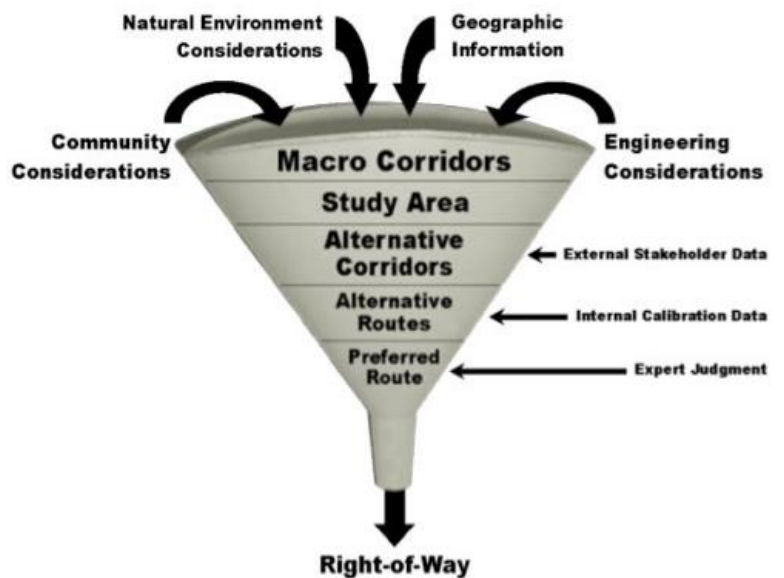 Natural Environment
Considerations
Geographic
Information
Community
Considerations
Engineering
Considerations
Macro Corridors
Study Area
Alternative
Corridors
External Stakeholder Data
Alternative
Routes
Internal Calibration Data
Preferred
Route
Expert Judgment
Right-of-Way